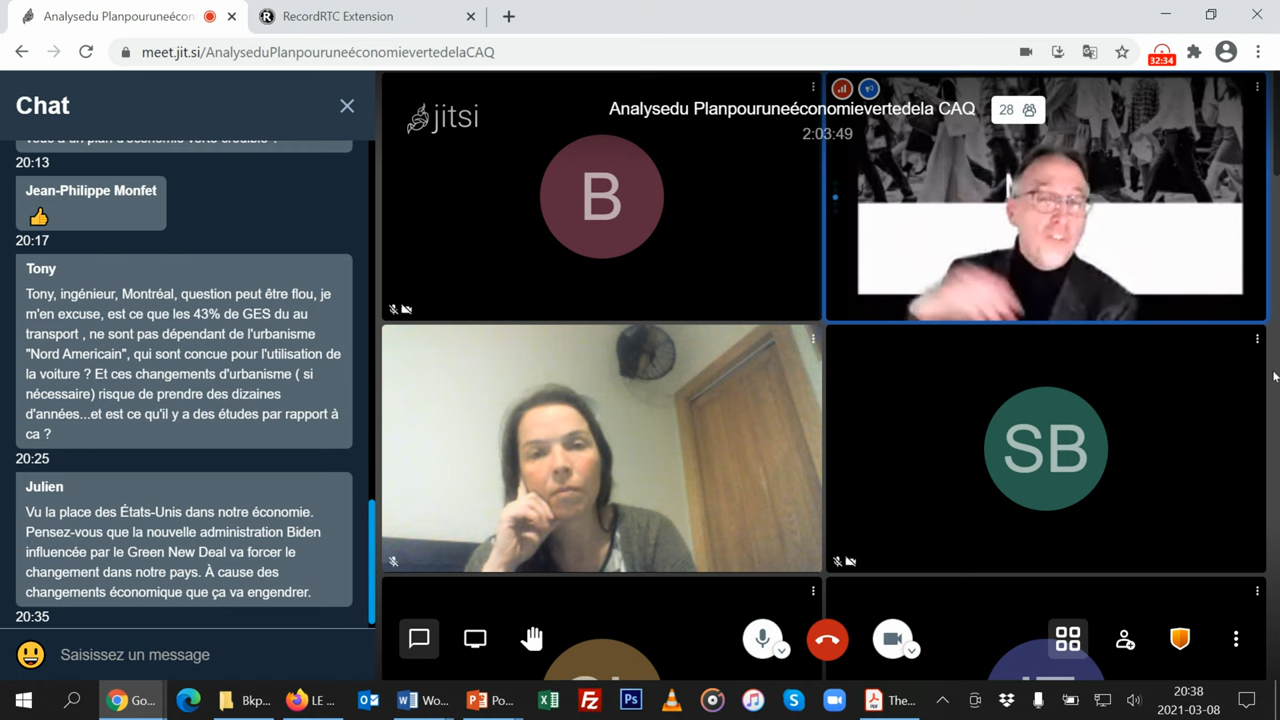 Analysedu Planpouruneécon
RecordRTC Extension
meet.jit.si/AnalyseduPlanpouruneéconomievertedelaCAQ
32:34
Chat
20:13
Jean-Philippe Monfet
20:17
Tony
Tony, ingénieur, Montréal, question peut être flou, je
m'en excuse, est ce que les 43% de GES du au
transport , ne sont pas dépendant de l'urbanisme
"Nord Americain", qui sont concue pour l'utilisation de
la voiture ? Et ces changements d'urbanisme ( si
nécessaire) risque de prendre des dizaines
d'années...et est ce qu'il y a des études par rapport à
ca ?
20:25
Julien
Vu la place des États-Unis dans notre économie.
Pensez-vous que la nouvelle administration Biden
influencée par le Green New Deal va forcer le
changement dans notre pays. À cause des
changements économique que ça va engendrer.
20:35
Saisissez un message
jitsi
Analysedu Planpouruneéconomievertedela CAQ
28
2:03:49
B
SB
Go...
Bkp...
LE ...
Wo...
Po...
The...
20:38
2021-03-08